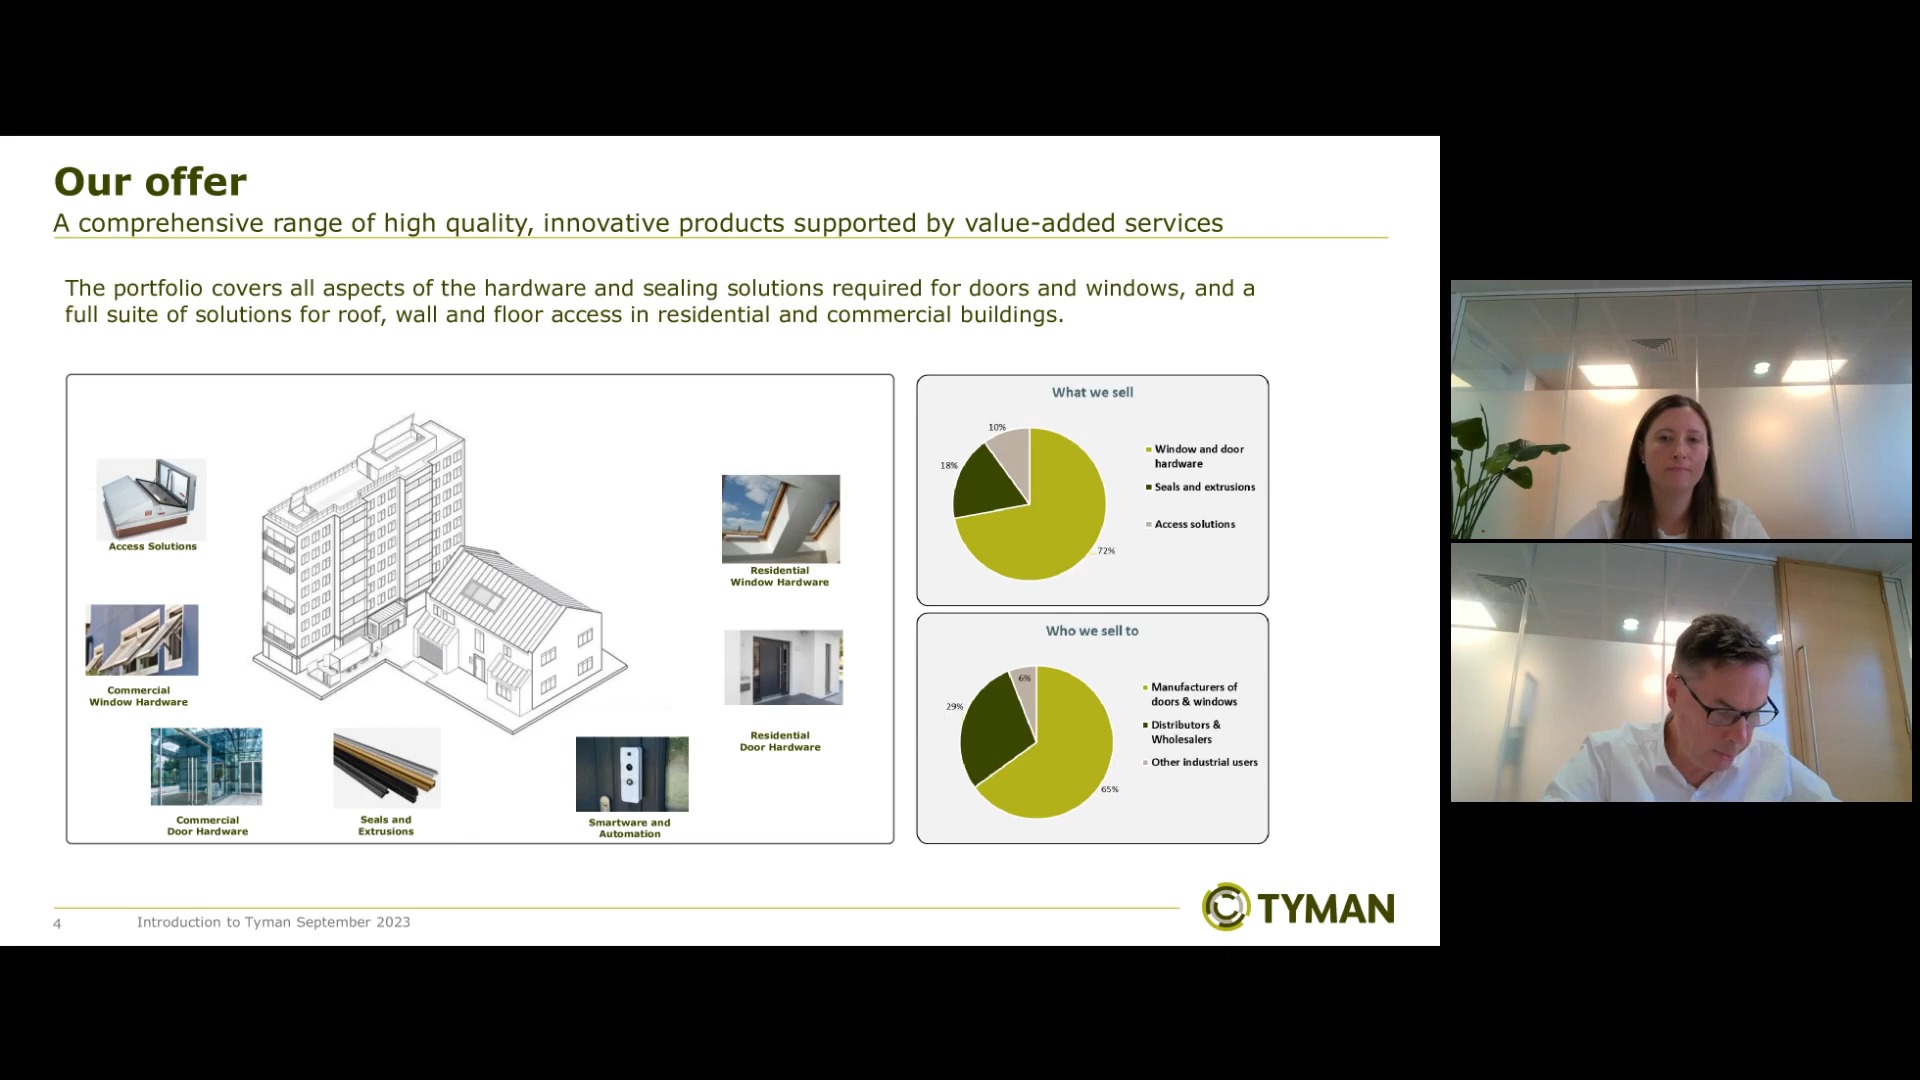 Our offer
A comprehensive range of high quality, innovative products supported by value-added services
The portfolio covers all aspects of the hardware and sealing solutions required for doors and windows, and a
full suite of solutions for roof, wall and floor access in residential and commercial buildings.
Access Solutions
Commercial
Window Hardware
Commercial
Door Hardware
Seals and
Extrusions
Smartware and
Automation
Residential
Window Hardware
Residential
Door Hardware
What we sell
10%
18%
72%
Window and door
hardware
Seals and extrusions
Access solutions
Who we sell to
6%
29%
65%
Manufacturers of
doors & windows
Distributors &
Wholesalers
Other industrial users
4
Introduction to Tyman September 2023
TYMAN